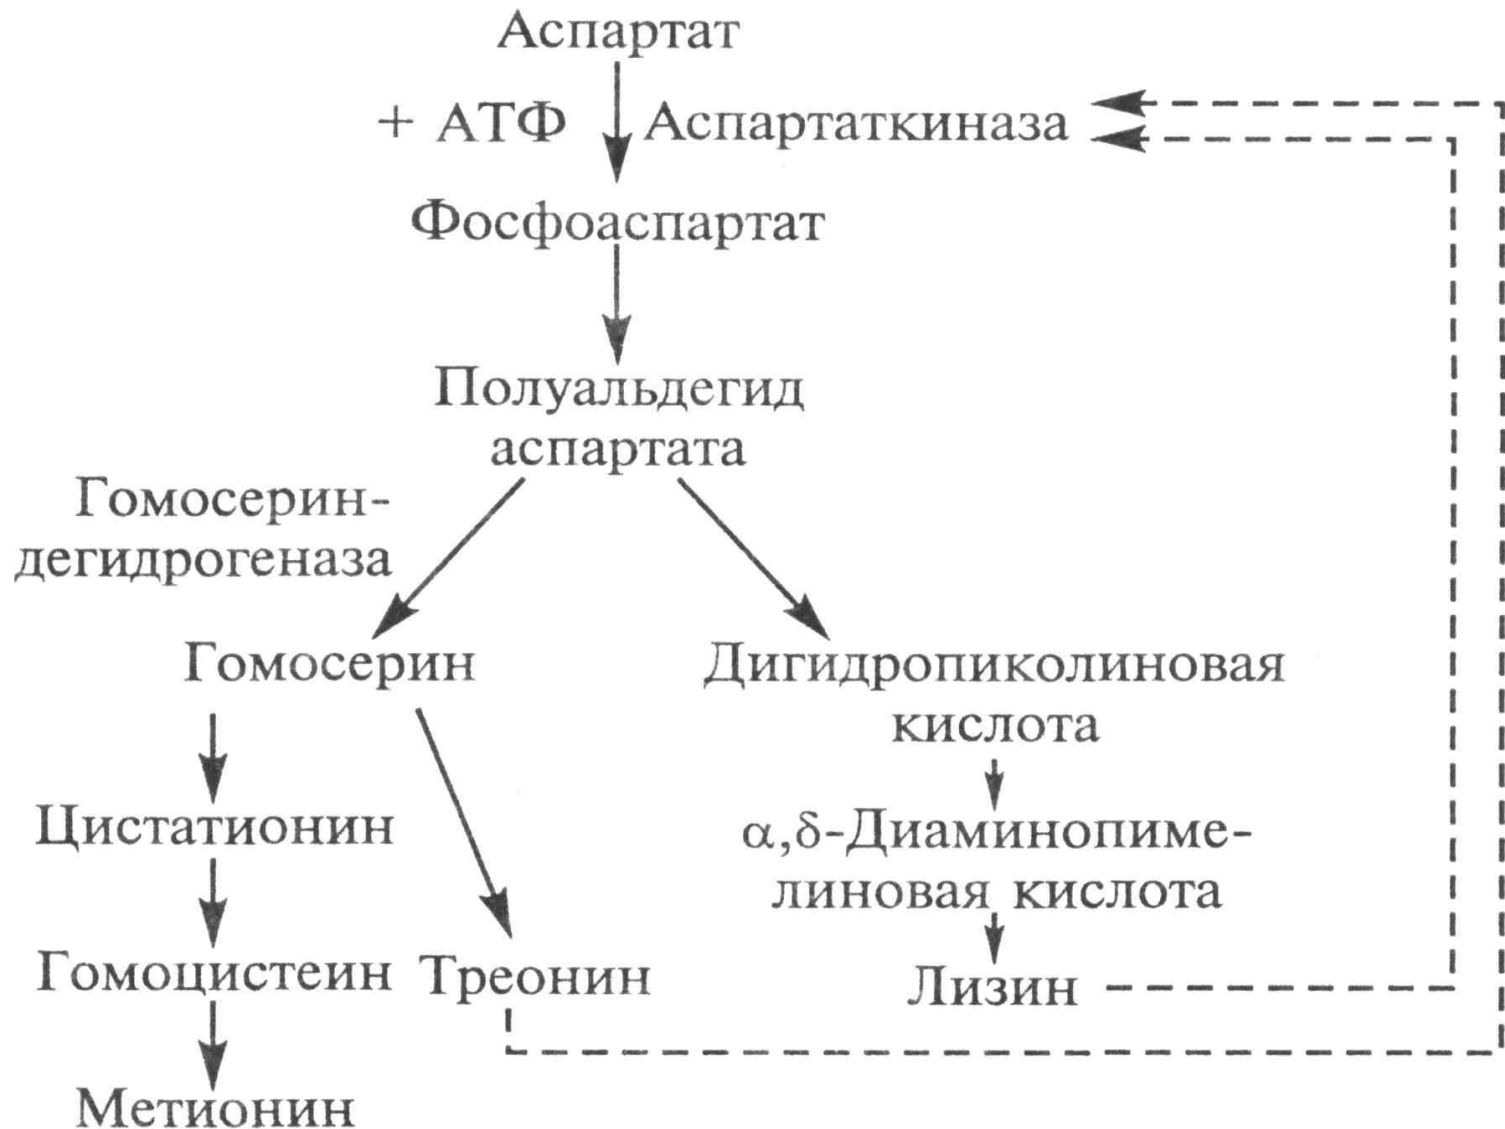 Аспартат
+ АТФ
Аспартаткиназа
Фосфоаспартат
Полуальдегид
аспартата
Гомосерин-
дегидрогеназа
Гомосерин
Дигидропиколиновая
кислота
Цистатионин
α,δ-Диаминопиме-
линовая кислота
Гомоцистеин
Треонин
Лизин
Метионин